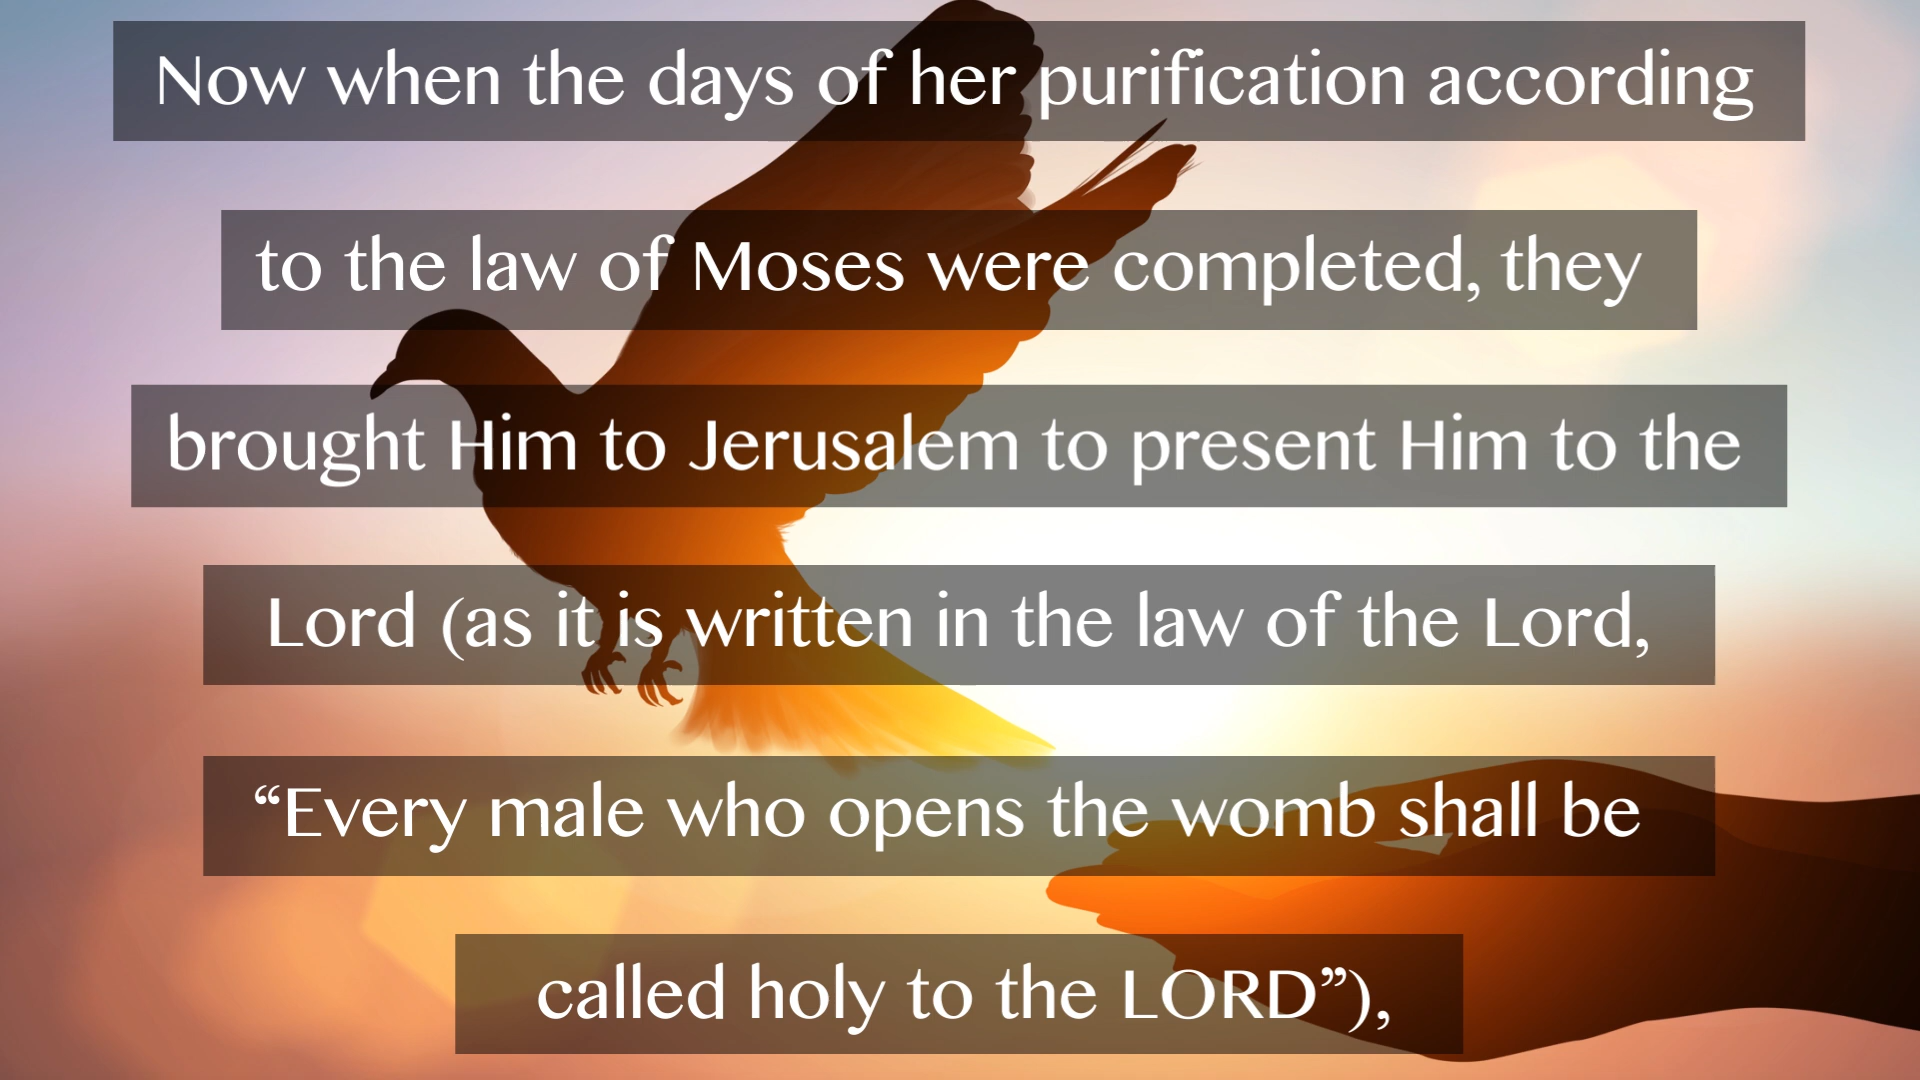 Now when the days of her purification according
to the law of Moses were completed, they
brought Him to Jerusalem to present Him to the
Lord (as it is written in the law of the Lord,
“Every male who opens the womb shall be
called holy to the LORD”),